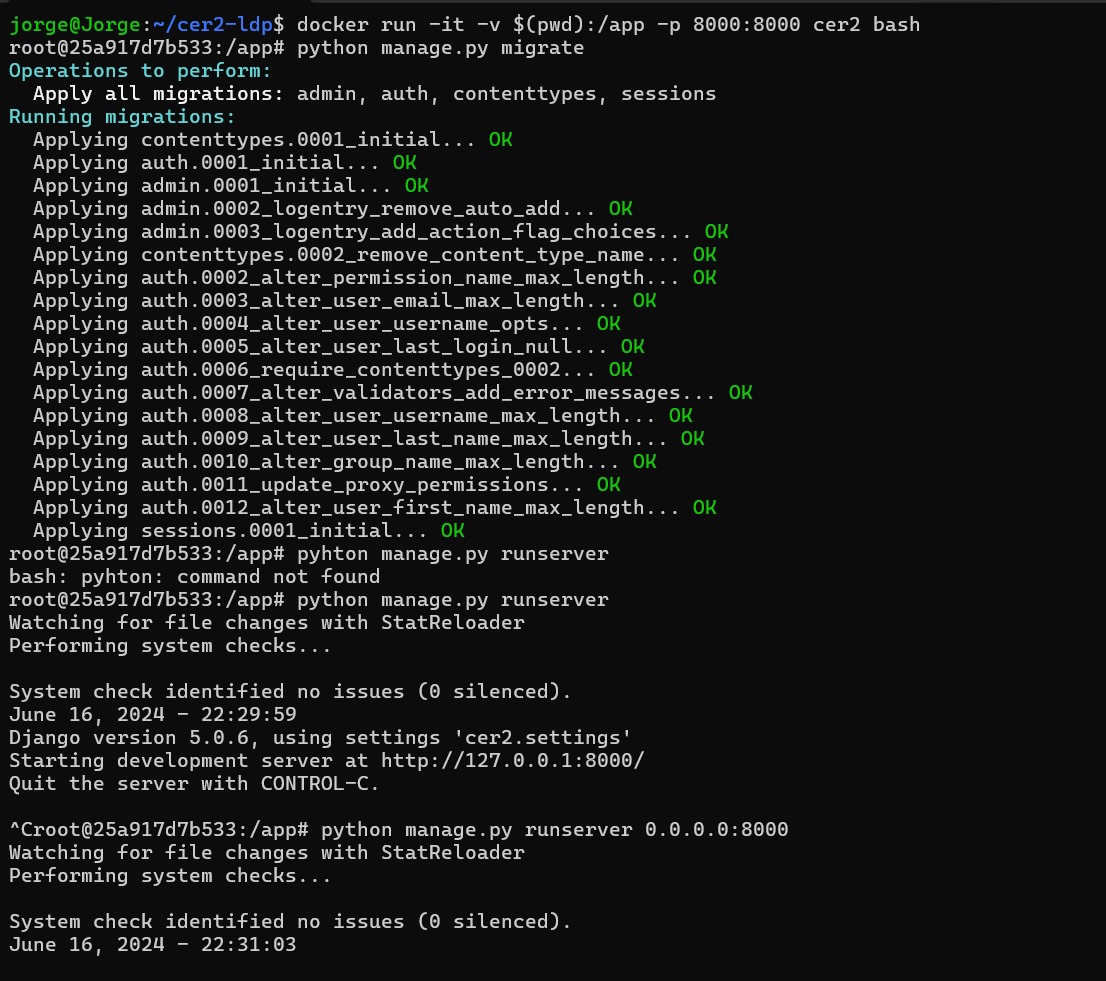 jorge@Jorge:~/cer2-ldp$ docker run -it -v $(pwd):/app -p 8000:8000 cer2 bash
root@25a917d7b533:/app# python manage.py migrate
Operations to perform:
  Apply all migrations: admin, auth, contenttypes, sessions
Running migrations:
  Applying contenttypes.0001_initial... OK
  Applying auth.0001_initial... OK
  Applying admin.0001_initial... OK
  Applying admin.0002_logentry_remove_auto_add... OK
  Applying admin.0003_logentry_add_action_flag_choices... OK
  Applying contenttypes.0002_remove_content_type_name... OK
  Applying auth.0002_alter_permission_name_max_length... OK
  Applying auth.0003_alter_user_email_max_length... OK
  Applying auth.0004_alter_user_username_opts... OK
  Applying auth.0005_alter_user_last_login_null... OK
  Applying auth.0006_require_contenttypes_0002... OK
  Applying auth.0007_alter_validators_add_error_messages... OK
  Applying auth.0008_alter_user_username_max_length... OK
  Applying auth.0009_alter_user_last_name_max_length... OK
  Applying auth.0010_alter_group_name_max_length... OK
  Applying auth.0011_update_proxy_permissions... OK
  Applying auth.0012_alter_user_first_name_max_length... OK
  Applying sessions.0001_initial... OK
root@25a917d7b533:/app# pyhton manage.py runserver
bash: pyhton: command not found
root@25a917d7b533:/app# python manage.py runserver
Watching for file changes with StatReloader
Performing system checks...

System check identified no issues (0 silenced).
June 16, 2024 - 22:29:59
Django version 5.0.6, using settings 'cer2.settings'
Starting development server at http://127.0.0.1:8000/
Quit the server with CONTROL-C.

^Croot@25a917d7b533:/app# python manage.py runserver 0.0.0.0:8000
Watching for file changes with StatReloader
Performing system checks...

System check identified no issues (0 silenced).
June 16, 2024 - 22:31:03